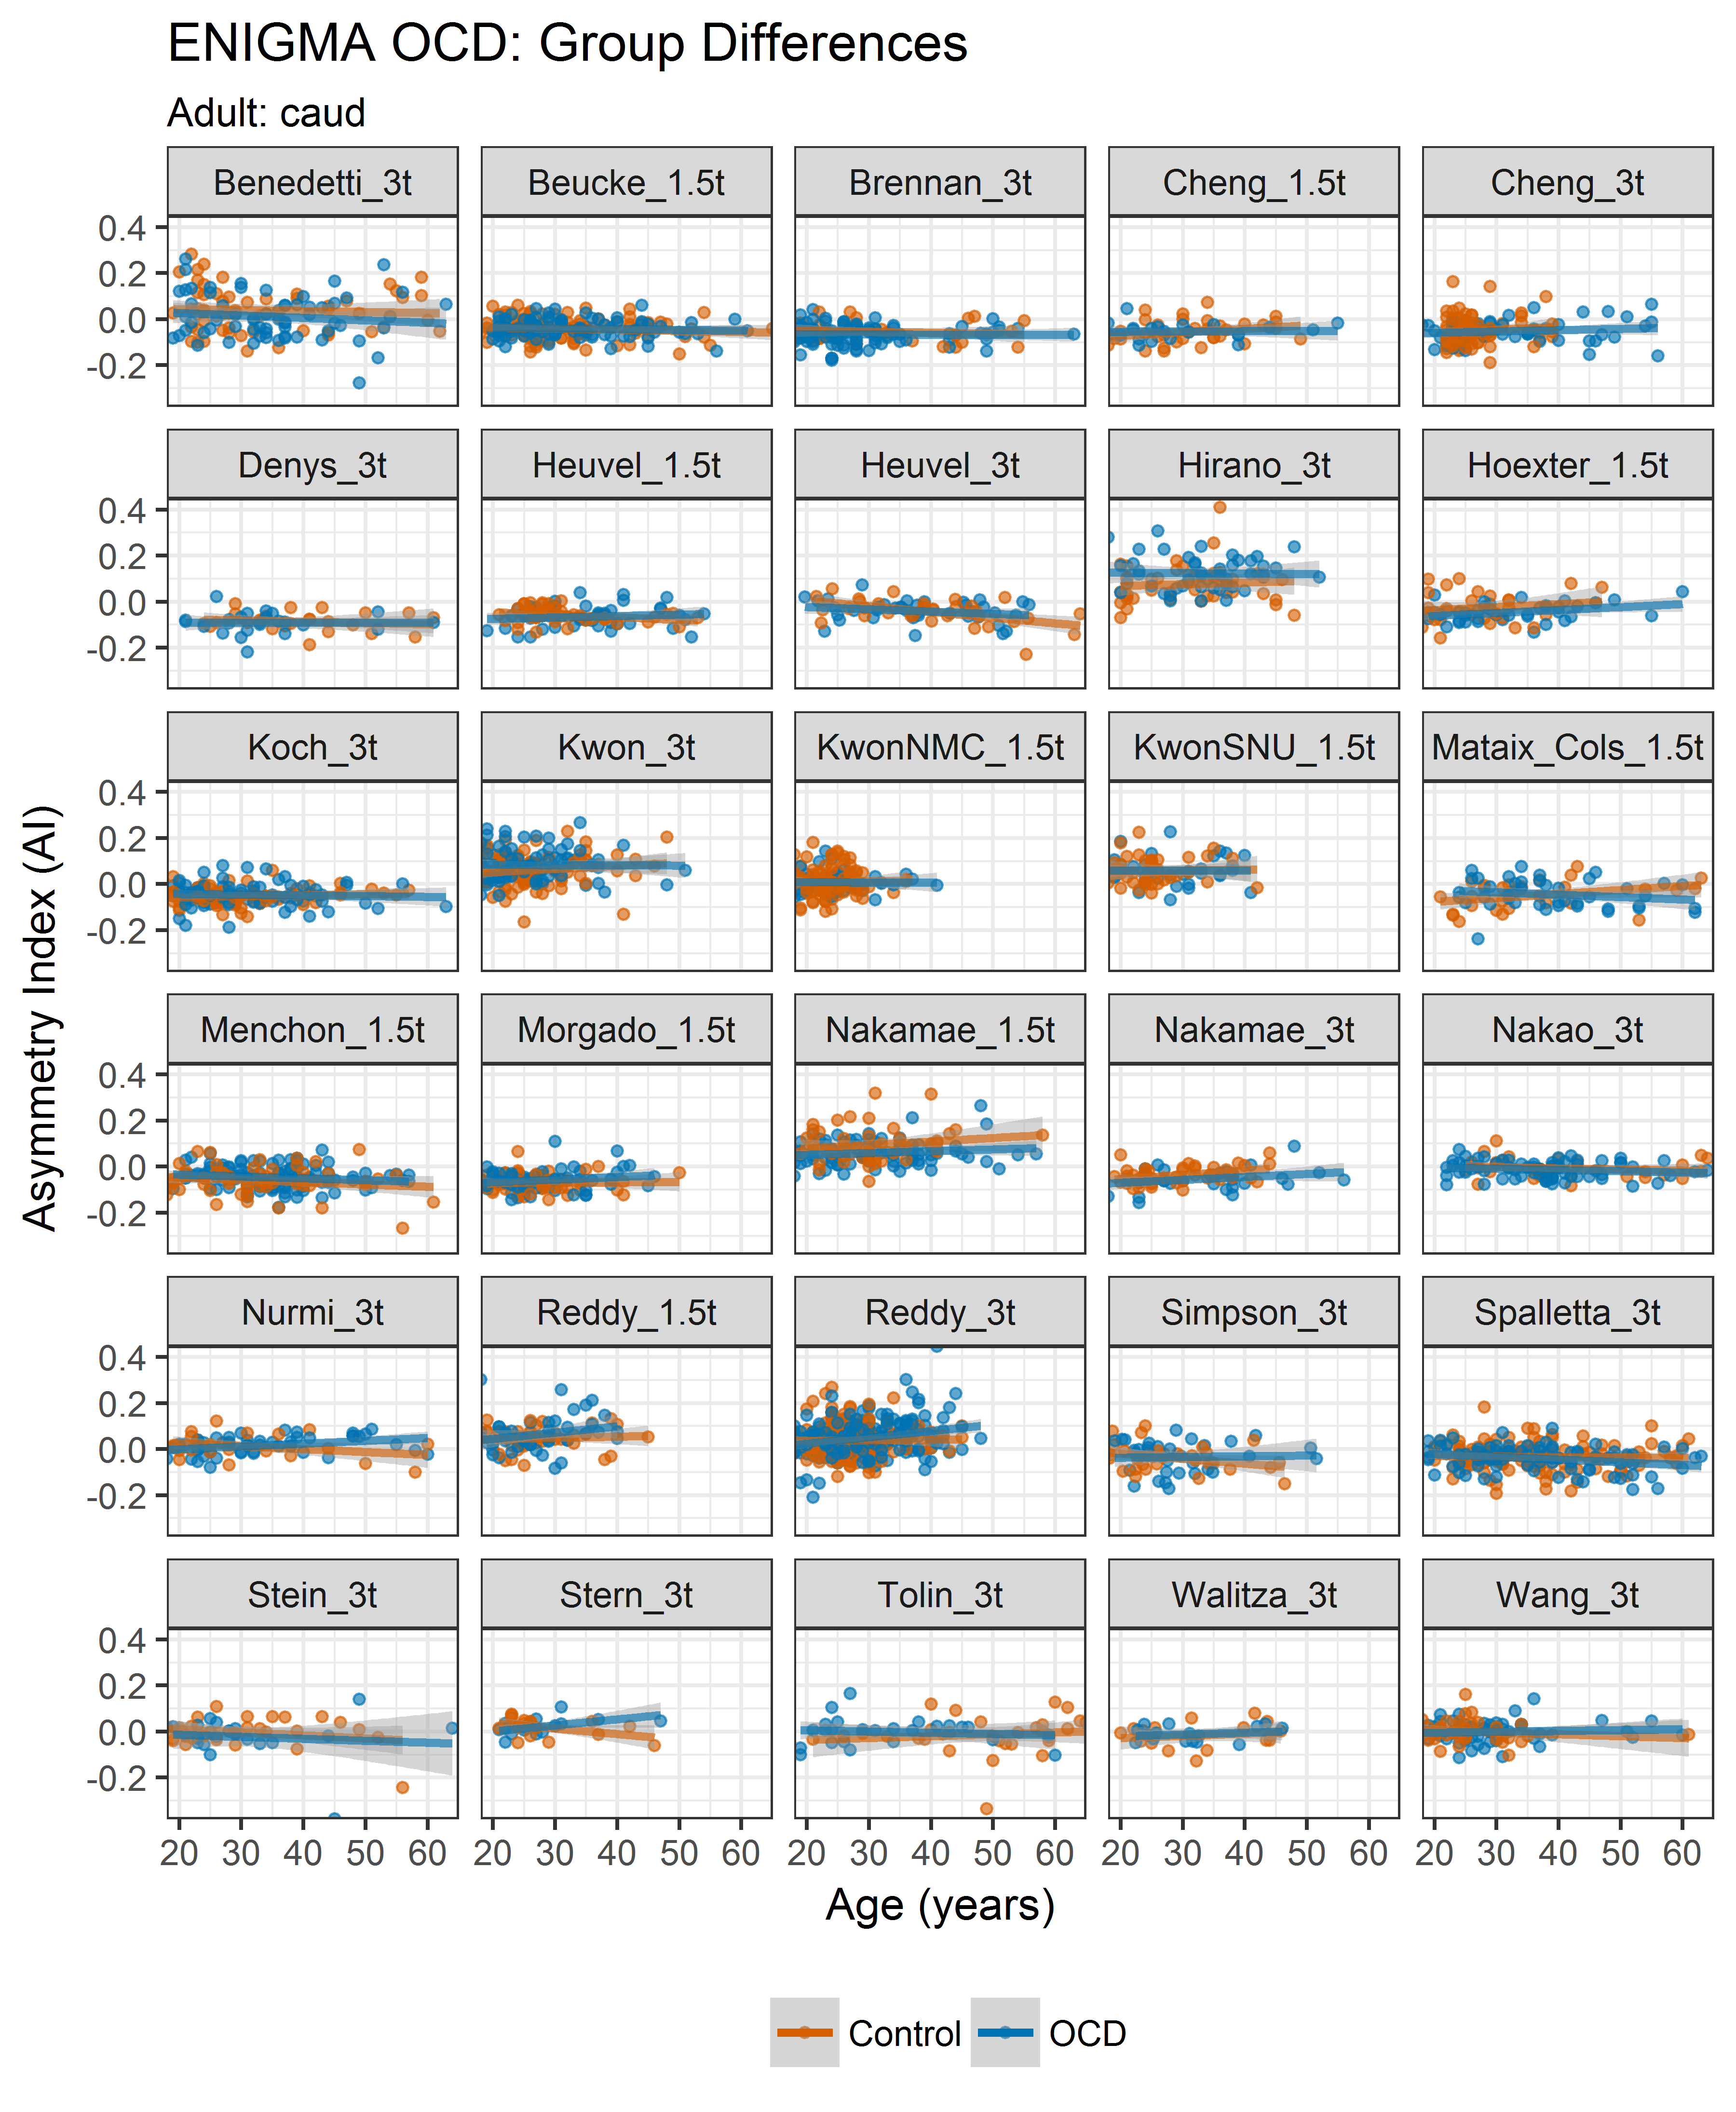 ENIGMA OCD: Group Differences
Adult: caud
Benedetti_3t Beucke_1.5t Brennan_3t Cheng_1.5t Cheng_3t
0.4
0.2
0.0
-0.2
Denys_3t Heuvel_1.5t Heuvel_3t Hirano_3t Hoexter_1.5t
0.4
0.2
0.0
-0.2
Koch_3t Kwon_3t KwonNMC_1.5t KwonSNU_1.5t Mataix_Cols_1.5t
0.4
0.2
0.0
-0.2
Menchon_1.5t Morgado_1.5t Nakamae_1.5t Nakamae_3t Nakao_3t
0.4
0.2
0.0
-0.2
Nurmi_3t Reddy_1.5t Reddy_3t Simpson_3t Spalletta_3t
0.4
0.2
0.0
-0.2
Stein_3t Stern_3t Tolin_3t Walitza_3t Wang_3t
0.4
0.2
0.0
-0.2
20 30 40 50 60 20 30 40 50 60 20 30 40 50 60 20 30 40 50 60 20 30 40 50 60
Asymmetry Index (AI)
Age (years)
Control OCD